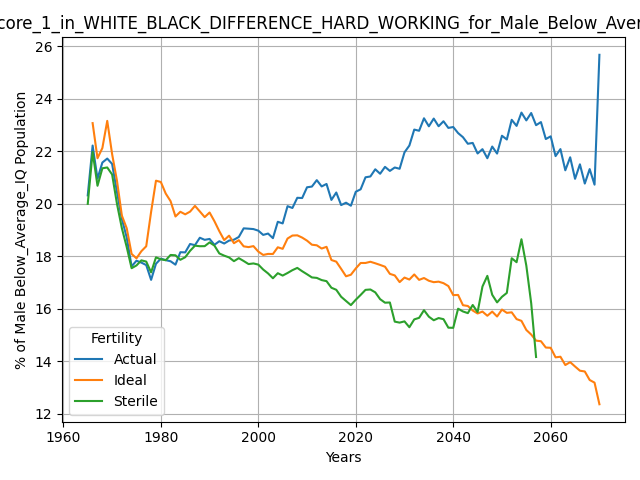 core_1_in_WHITE_BLACK_DIFFERENCE_HARD_WORKING_for_Male_Below_Aver
26
24
22
20
18
16
14
12
% of Male Below_Average_IQ Population
Fertility
Actual
Ideal
Sterile
1960 1980 2000 2020 2040 2060
Years